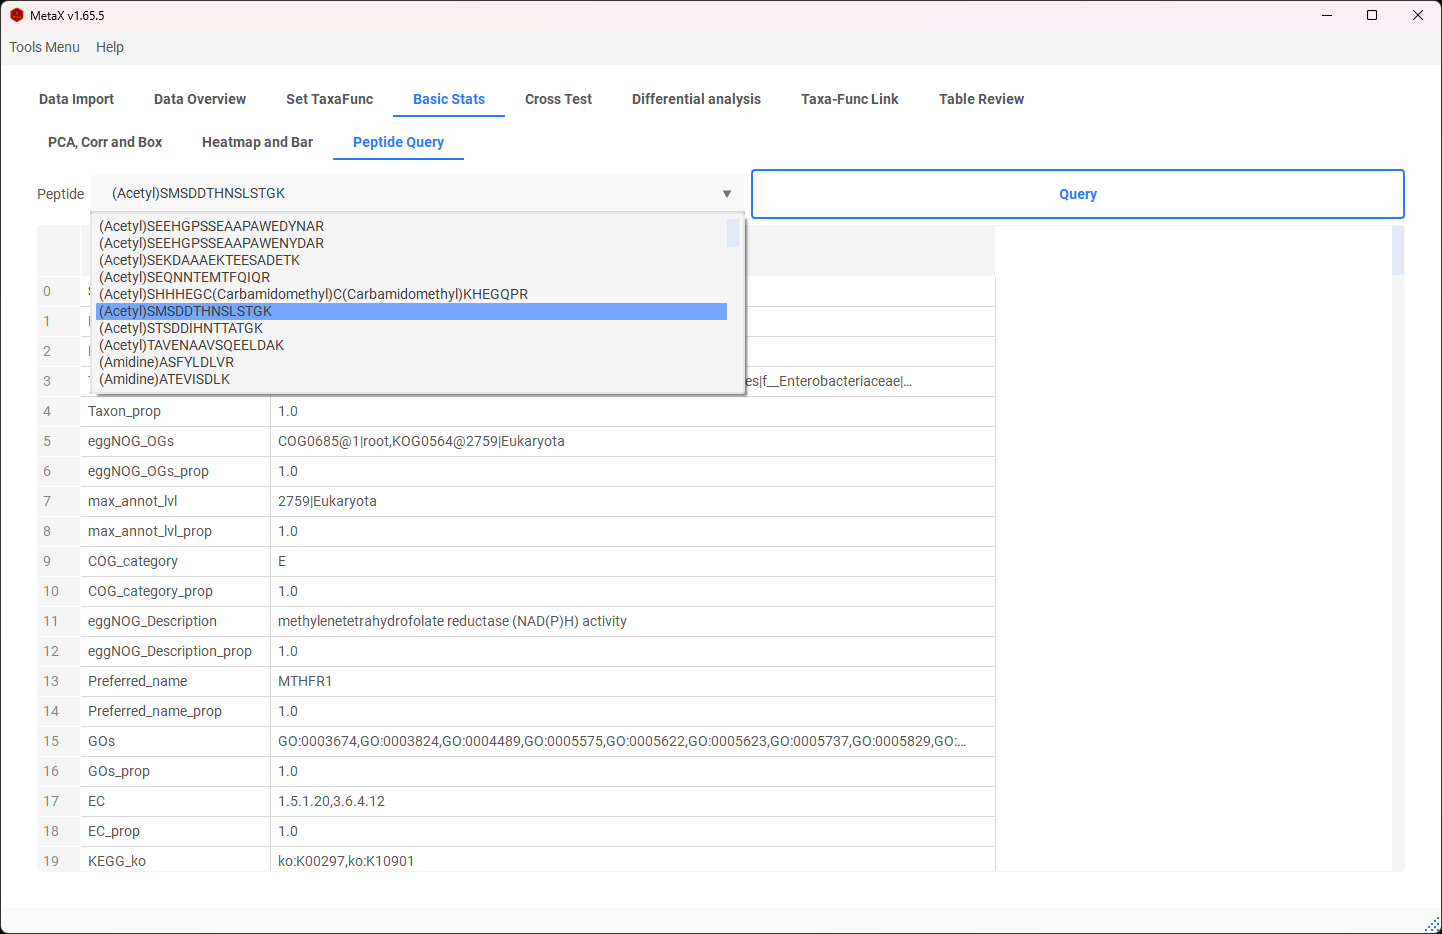 MetaX v1.65.5
Tools Menu Help
Data Import Data Overview Set TaxaFunc Basic Stats Cross Test Differential analysis Taxa-Func Link Table Review
PCA, Corr and Box Heatmap and Bar Peptide Query
Peptide (Acetyl)SMSDDTHNSLSTGK Query
(Acetyl)SEEHGPSSEAAPAWEDYNAR
(Acetyl)SEEHGPSSEAAPAWENYDAR
(Acetyl)SEKDAAAEKTEESADETK
(Acetyl)SEQNNTEMTFQIQR
(Acetyl)SHHHEGC(Carbamidomethyl)C(Carbamidomethyl)KHEGQPR
(Acetyl)SMSDDTHNSLSTGK
(Acetyl)STSDDIHNTTATGK
(Acetyl)TAVENAAVSQEELDAK
(Amidine)ASFYLDLVR
(Amidine)ATEVISDLK
0
1
2
3 es|f__Enterobacteriaceae|...
4 Taxon_prop 1.0
5 eggNOG_OGs COG0685@1|root,KOG0564@2759|Eukaryota
6 eggNOG_OGs_prop 1.0
7 max_annot_lvl 2759|Eukaryota
8 max_annot_lvl_prop 1.0
9 COG_category E
10 COG_category_prop 1.0
11 eggNOG_Description methylenetetrahydrofolate reductase (NAD(P)H) activity
12 eggNOG_Description_prop 1.0
13 Preferred_name MTHFR1
14 Preferred_name_prop 1.0
15 GOs GO:0003674,GO:0003824,GO:0004489,GO:0005575,GO:0005622,GO:0005623,GO:0005737,GO:0005829,GO:...
16 GOs_prop 1.0
17 EC 1.5.1.20,3.6.4.12
18 EC_prop 1.0
19 KEGG_ko ko:K00297,ko:K10901